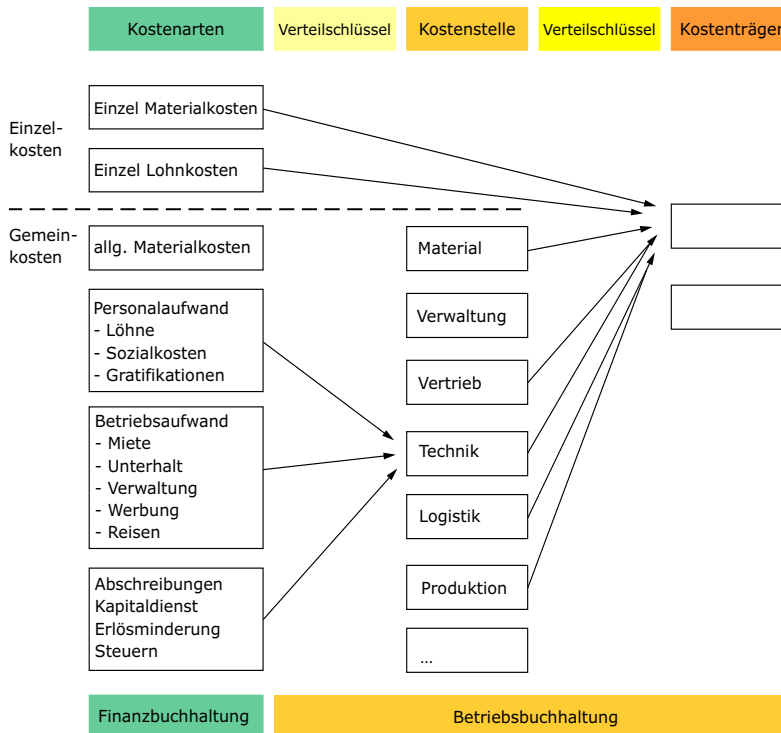 Kostenarten
Verteilschlüssel
Kostenstelle
Verteilschlüssel
Kostenträger
Einzel-
kosten
Einzel Materialkosten
Einzel Lohnkosten
Gemein-
kosten
allg. Materialkosten
Personalaufwand
- Löhne
- Sozialkosten
- Gratifikationen
Betriebsaufwand
- Miete
- Unterhalt
- Verwaltung
- Werbung
- Reisen
Abschreibungen
Kapitaldienst
Erlösminderung
Steuern
Material
Verwaltung
Vertrieb
Technik
Logistik
Produktion
...
Finanzbuchhaltung
Betriebsbuchhaltung